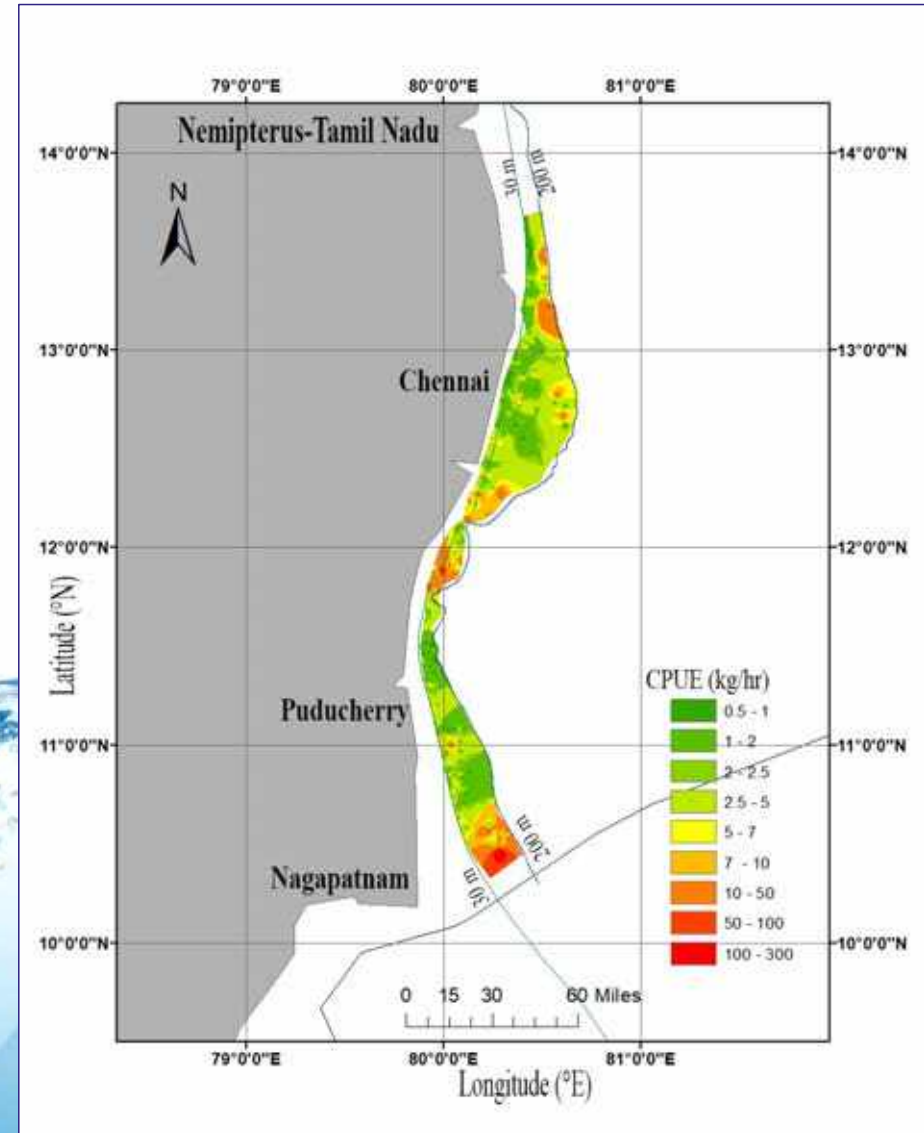 79°0'0"E 80°0'0"E 81°0'0"E
Nemipterus-Tamil Nadu
14°0'0"N 14°0'0"N
30 m
200 m
N
13°0'0"N 13°0'0"N
Chennai
12°0'0"N 12°0'0"N
Latitude (°N)
CPUE (kg/hr)
0.5 - 1
1 - 2
2 - 2.5
2.5 - 5
5 - 7
7 - 10
10 - 50
50 - 100
100 - 300
Puducherry
11°0'0"N 11°0'0"N
200 m
30 m
Nagapatnam
10°0'0"N 10°0'0"N
0 15 30 60 Miles
79°0'0"E 80°0'0"E 81°0'0"E
Longitude (°E)